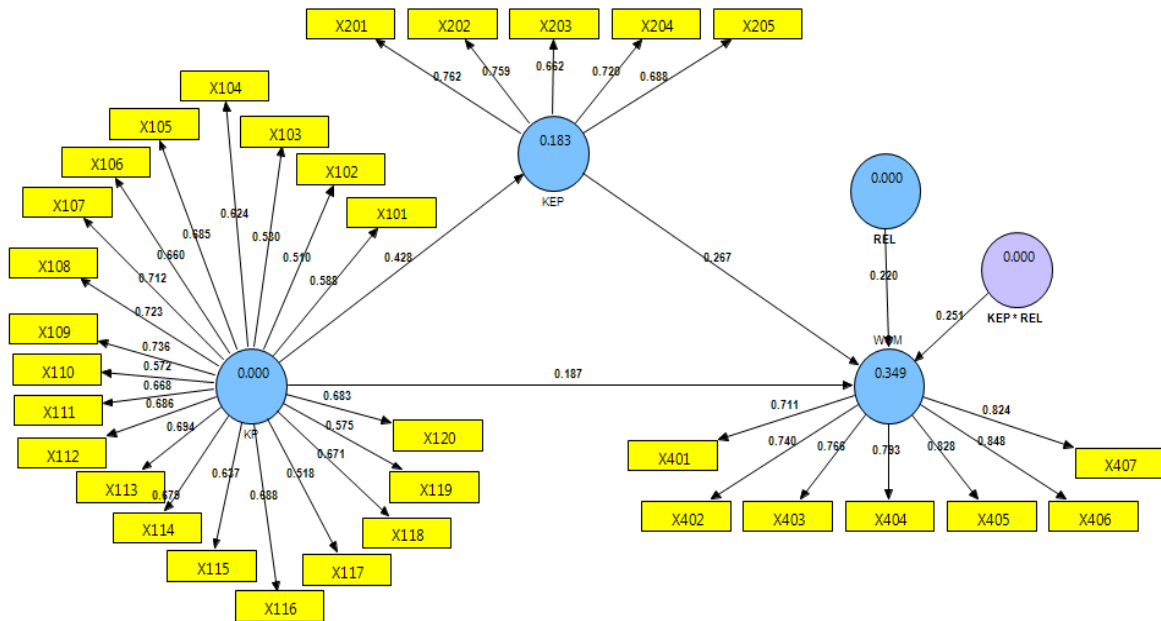 X201
X202
X203
X204
X205
0.762
0.759
0.662
0.720
0.688
0.183
KEP
X104
X105
X103
X106
X102
X107
X101
X108
X109
X110
X111
X112
X113
X114
X115
X116
X117
X118
X119
X120
0.624
0.685
0.530
0.660
0.510
0.712
0.588
0.723
0.736
0.572
0.668
0.686
0.694
0.679
0.637
0.688
0.518
0.671
0.575
0.683
0.000
KP
0.428
0.267
0.187
0.000
REL
0.220
0.000
KEP * REL
0.251
WOM
0.349
0.711
0.740
0.766
0.793
0.828
0.848
0.824
X401
X402
X403
X404
X405
X406
X407